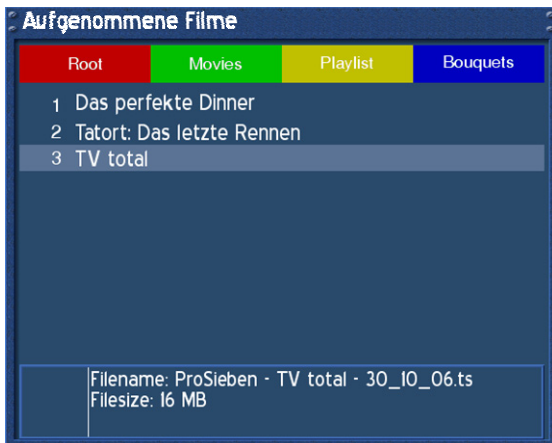 Aufgenommene Filme
Root Movies Playlist Bouquets
1 Das perfekte Dinner
2 Tatort: Das letzte Rennen
3 TV total
Filename: ProSieben - TV total - 30_10_06.ts
Filesize: 16 MB